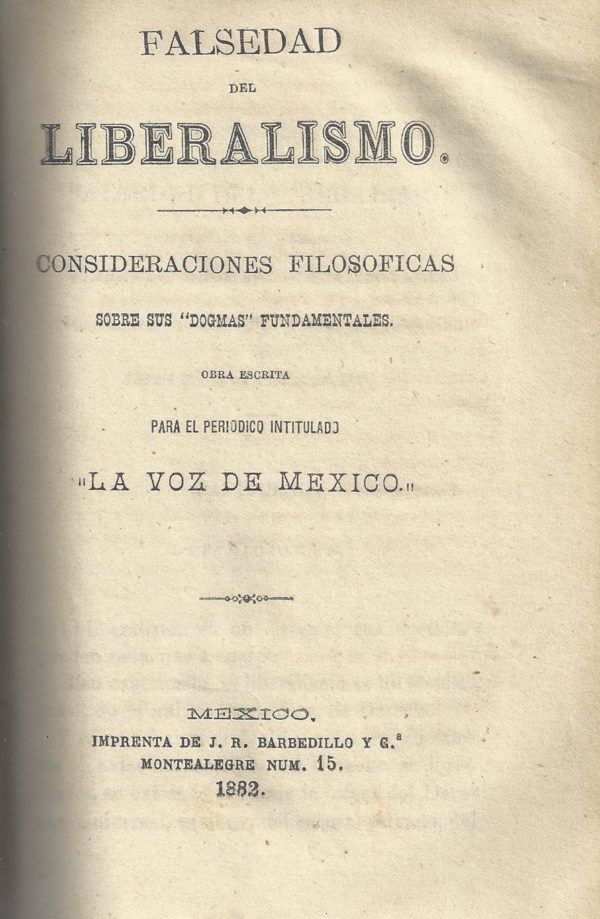 FALSEDAD
DEL
LIBERALISMO.
CONSIDERACIONES FILOSOFICAS
SOBRE SUS "DOGMAS" FUNDAMENTALES.
OBRA ESCRITA
PARA EL PERIODICO INTITULADO
"LA VOZ DE MEXICO."
MEXICO.
IMPRENTA DE J. R. BARBEDILLO Y C.ª
MONTEALEGRE NUM. 15.
1882.